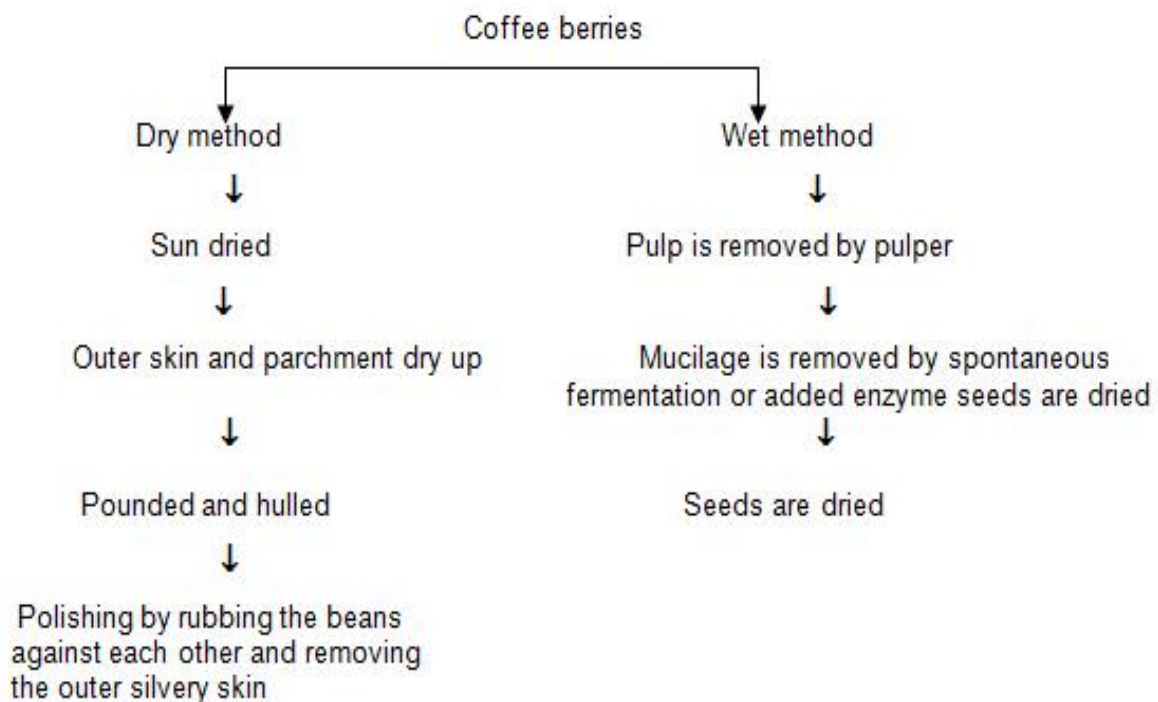 Coffee berries
Dry method
Sun dried
Outer skin and parchment dry up
Pounded and hulled
Polishing by rubbing the beans
against each other and removing
the outer silvery skin
Wet method
Pulp is removed by pulper
Mucilage is removed by spontaneous
fermentation or added enzyme seeds are dried
Seeds are dried